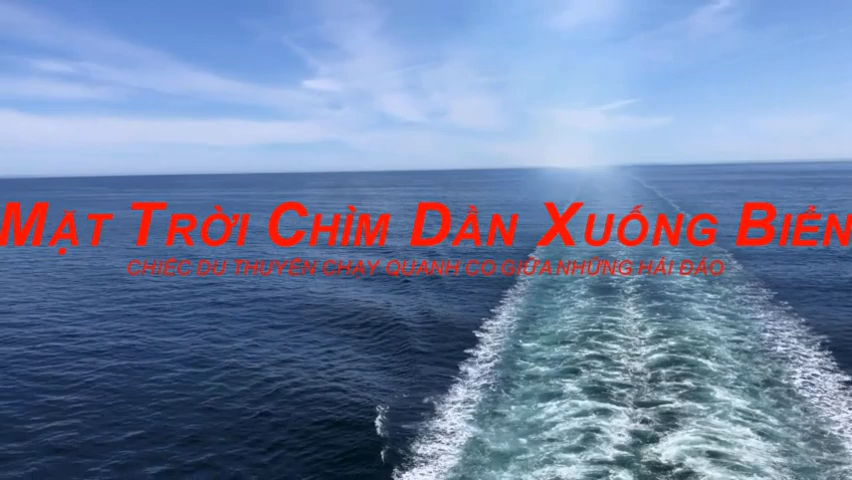 Mặt Trời Chìm Dần Xuống Biển
CHIẾC DU THUYỀN CHẠY QUANH CO GIỮA NHỮNG HẢI ĐẢO